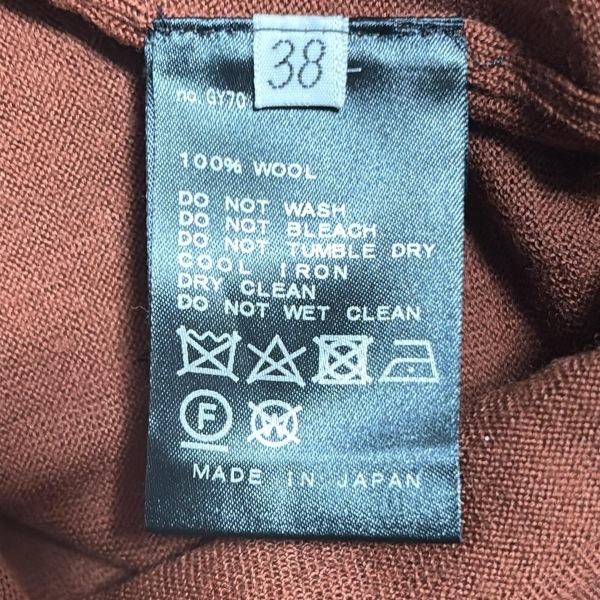 38
no. GY70
100% WOOL
DO NOT WASH
DO NOT BLEACH
DO NOT TUMBLE DRY
COOL IRON
DRY CLEAN
DO NOT WET CLEAN
F W
MADE IN JAPAN